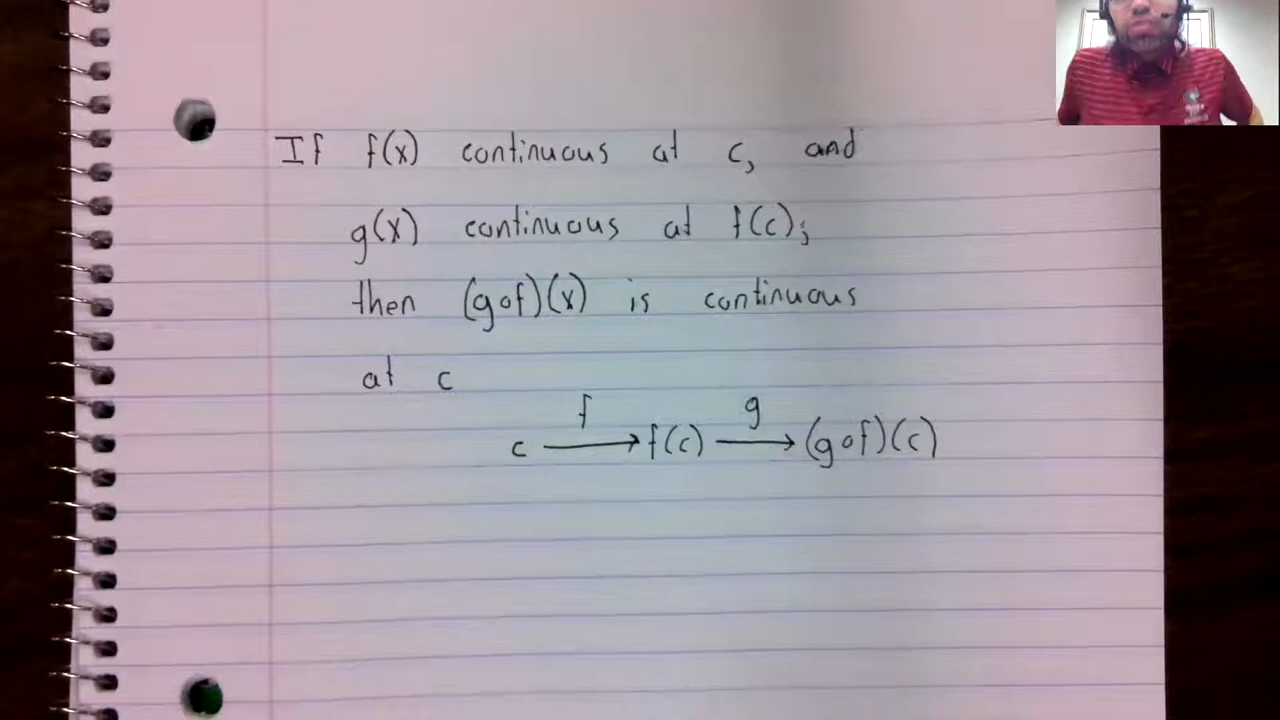 If f(x) continuous at c, and
g(x) continuous at f(c);
then (g∘f)(x) is continuous
at c
f g
c → f(c) → (g∘f)(c)